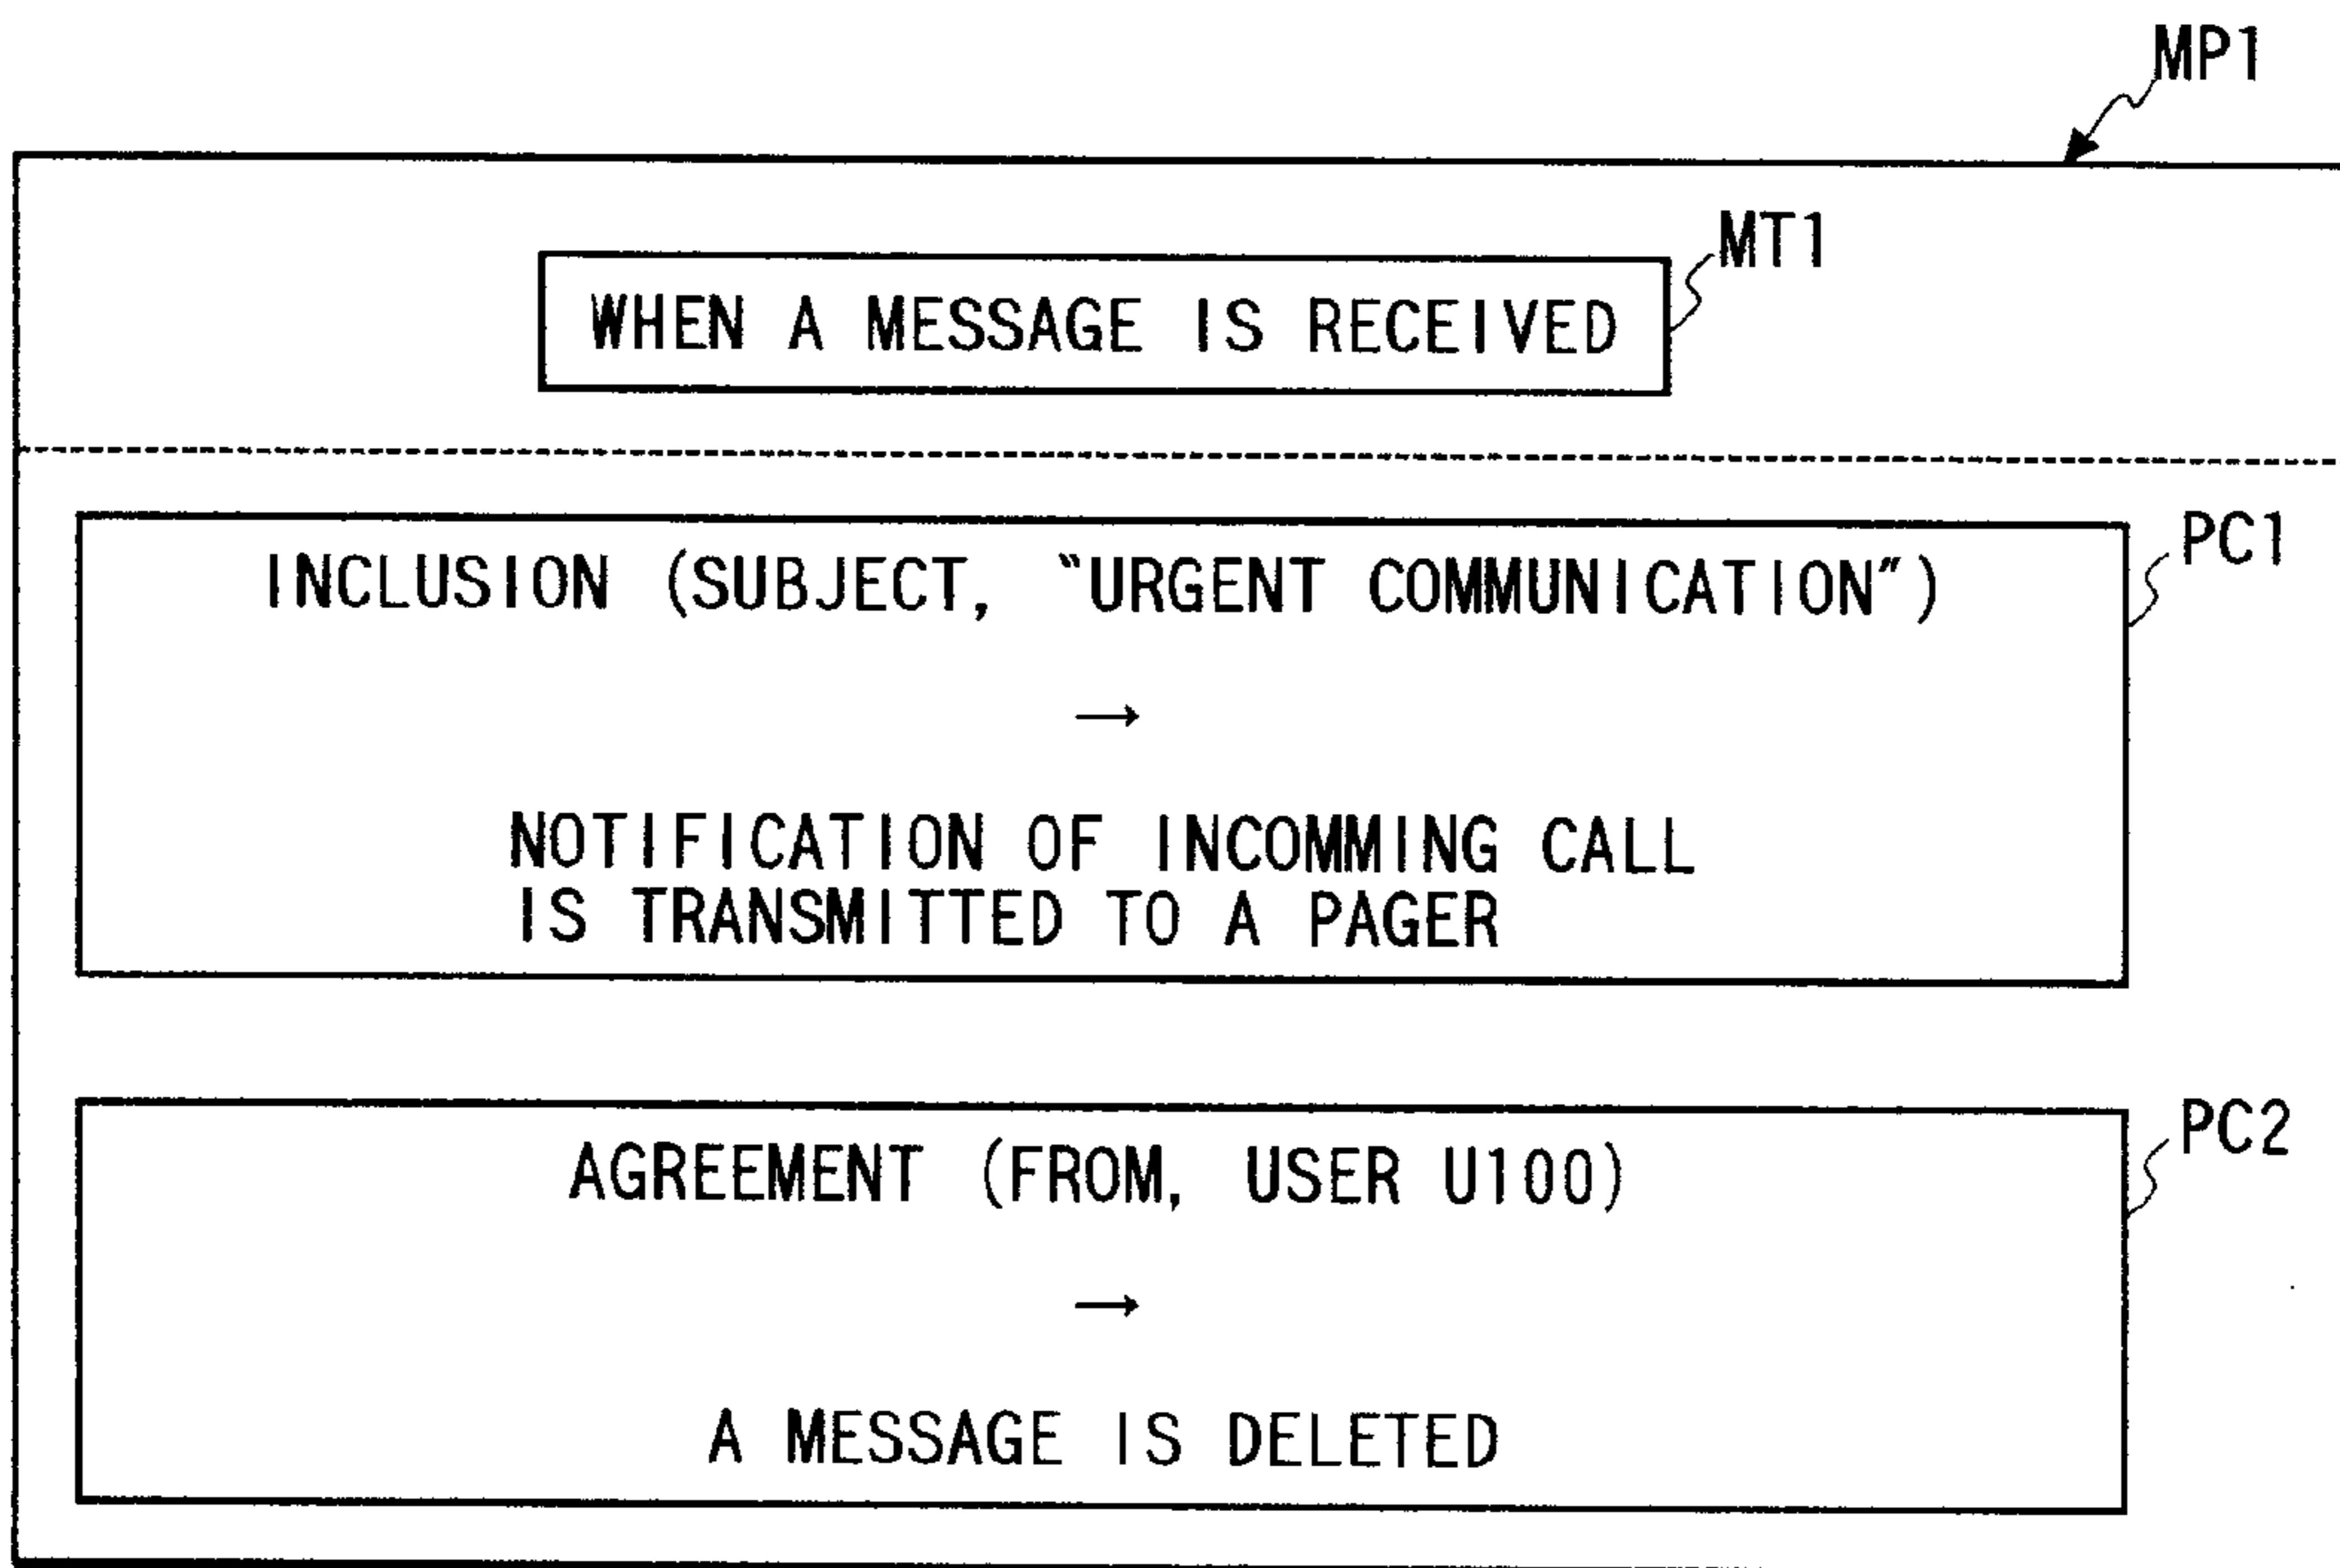 MP1
MT1
WHEN A MESSAGE IS RECEIVED
PC1
INCLUSION (SUBJECT, "URGENT COMMUNICATION")
→
NOTIFICATION OF INCOMMING CALL
IS TRANSMITTED TO A PAGER
PC2
AGREEMENT (FROM, USER U100)
→
A MESSAGE IS DELETED